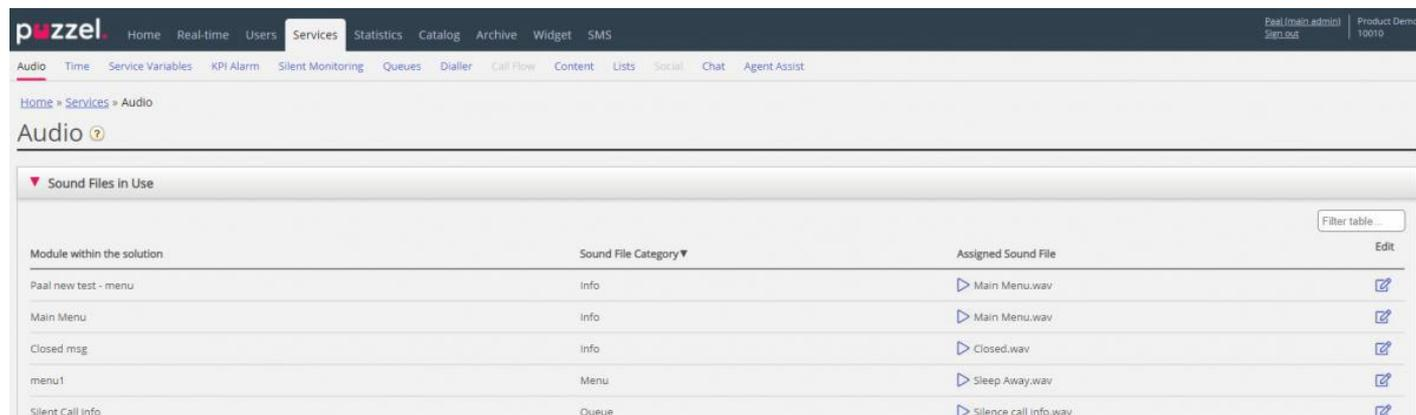 puzzel.
Home Real-time Users Services Statistics Catalog Archive Widget SMS
Paal (main admin)
Sign out
Product Demo
10010
Audio Time Service Variables KPI Alarm Silent Monitoring Queues Dialler Call Flow Content Lists Social Chat Agent Assist
Home » Services » Audio
Audio ?
▼ Sound Files in Use
Filter table...
Module within the solution Sound File Category▼ Assigned Sound File Edit
Paal new test - menu Info Main Menu.wav
Main Menu Info Main Menu.wav
Closed msg Info Closed.wav
menu1 Menu Sleep Away.wav
Silent Call Info Queue Silence call info.wav